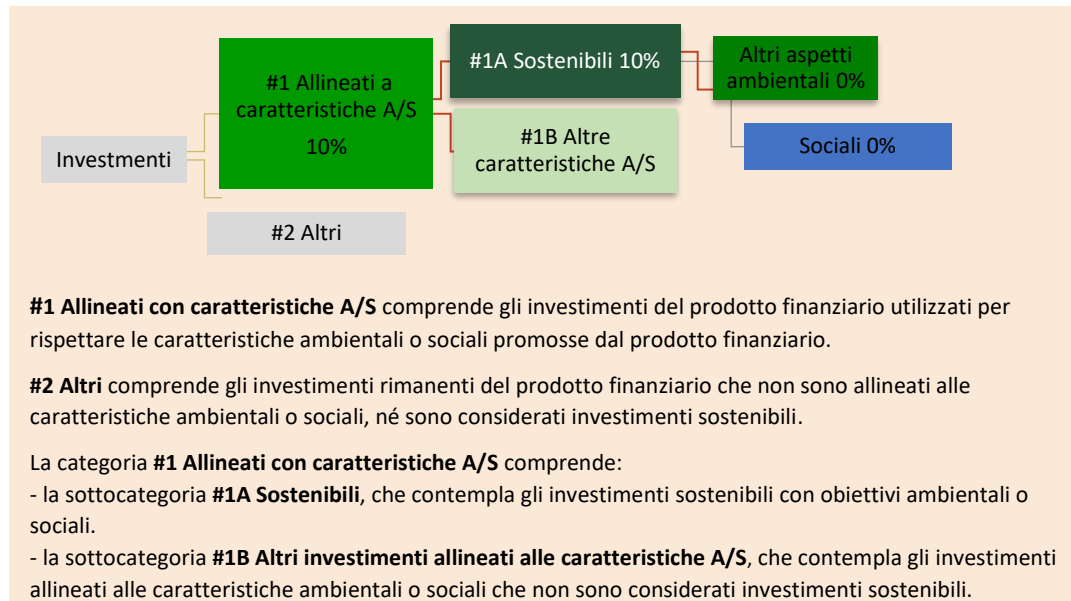 #1A Sostenibili 10%
Altri aspetti
ambientali 0%
#1 Allineati a
caratteristiche A/S
10%
#1B Altre
caratteristiche A/S
Sociali 0%
Investmenti
#2 Altri
#1 Allineati con caratteristiche A/S comprende gli investimenti del prodotto finanziario utilizzati per
rispettare le caratteristiche ambientali o sociali promosse dal prodotto finanziario.
#2 Altri comprende gli investimenti rimanenti del prodotto finanziario che non sono allineati alle
caratteristiche ambientali o sociali, né sono considerati investimenti sostenibili.
La categoria #1 Allineati con caratteristiche A/S comprende:
- la sottocategoria #1A Sostenibili, che contempla gli investimenti sostenibili con obiettivi ambientali o
sociali.
- la sottocategoria #1B Altri investimenti allineati alle caratteristiche A/S, che contempla gli investimenti
allineati alle caratteristiche ambientali o sociali che non sono considerati investimenti sostenibili.